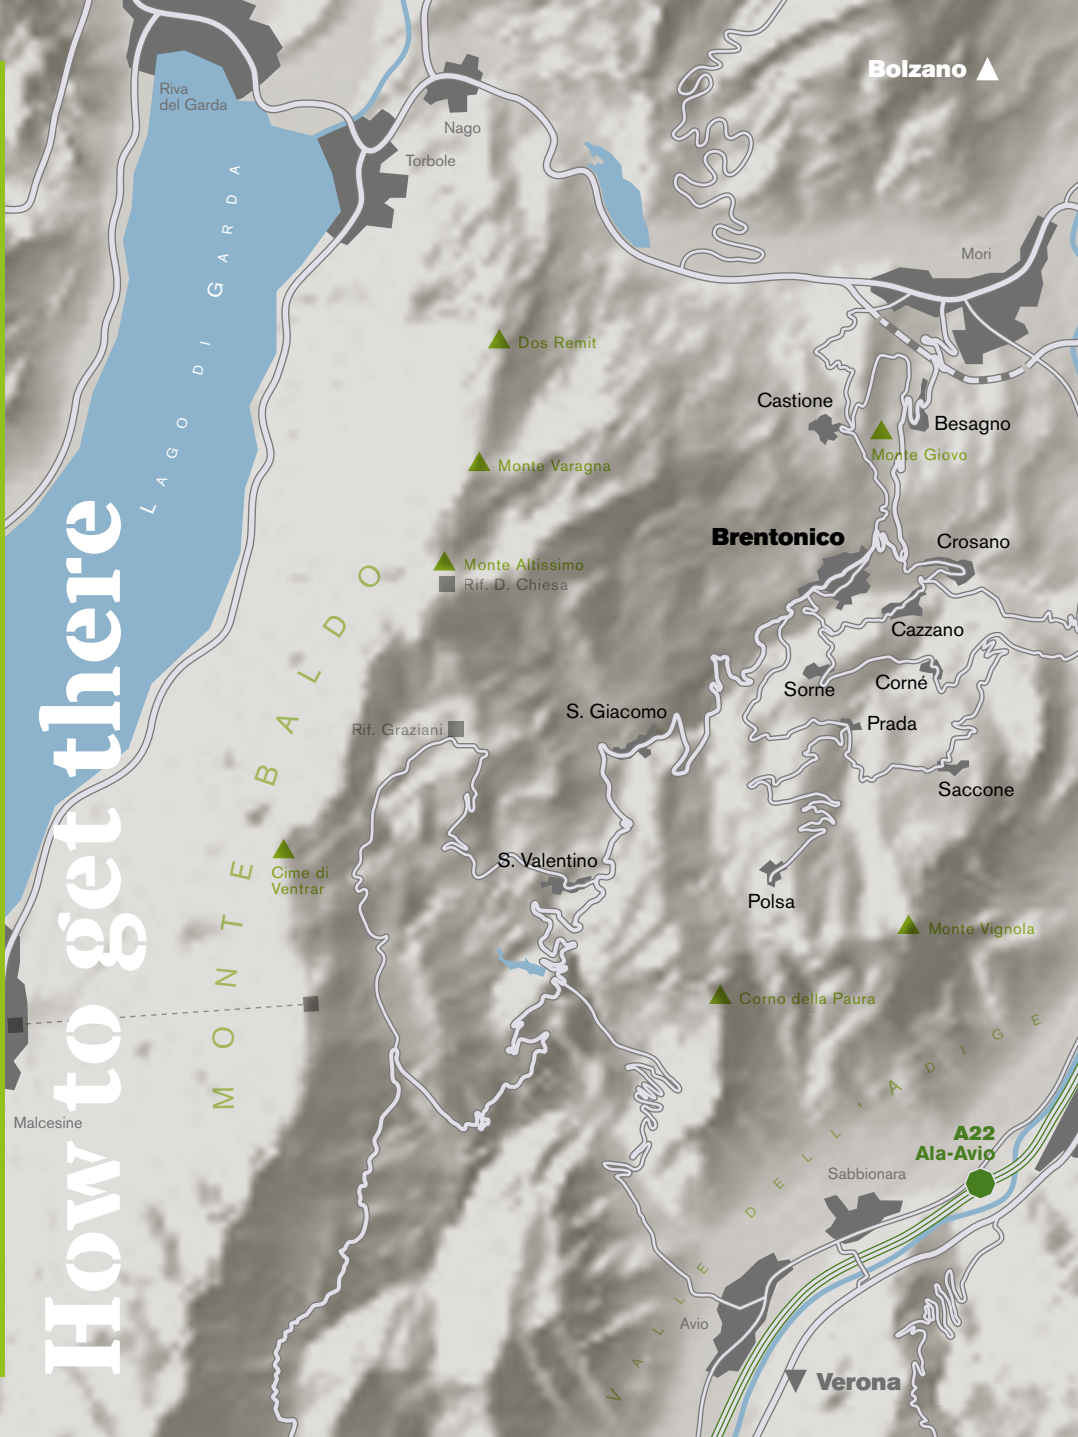 Bolzano
Riva
del Garda
Nago
Torbole
LAGO DI GARDA
Mori
Dos Remit
Castione
Besagno
Monte Giovo
Monte Varagna
Brentonico
Crosano
Monte Altissimo
Rif. D. Chiesa
Cazzano
MONTE BALDO
Sorne
Corné
S. Giacomo
Prada
Rif. Graziani
Saccone
How to get there
S. Valentino
Cime di
Ventrar
Polsa
Monte Vignola
Corno della Paura
VALLE DELL'ADIGE
Malcesine
A22
Ala-Avio
Sabbionara
Avio
Verona